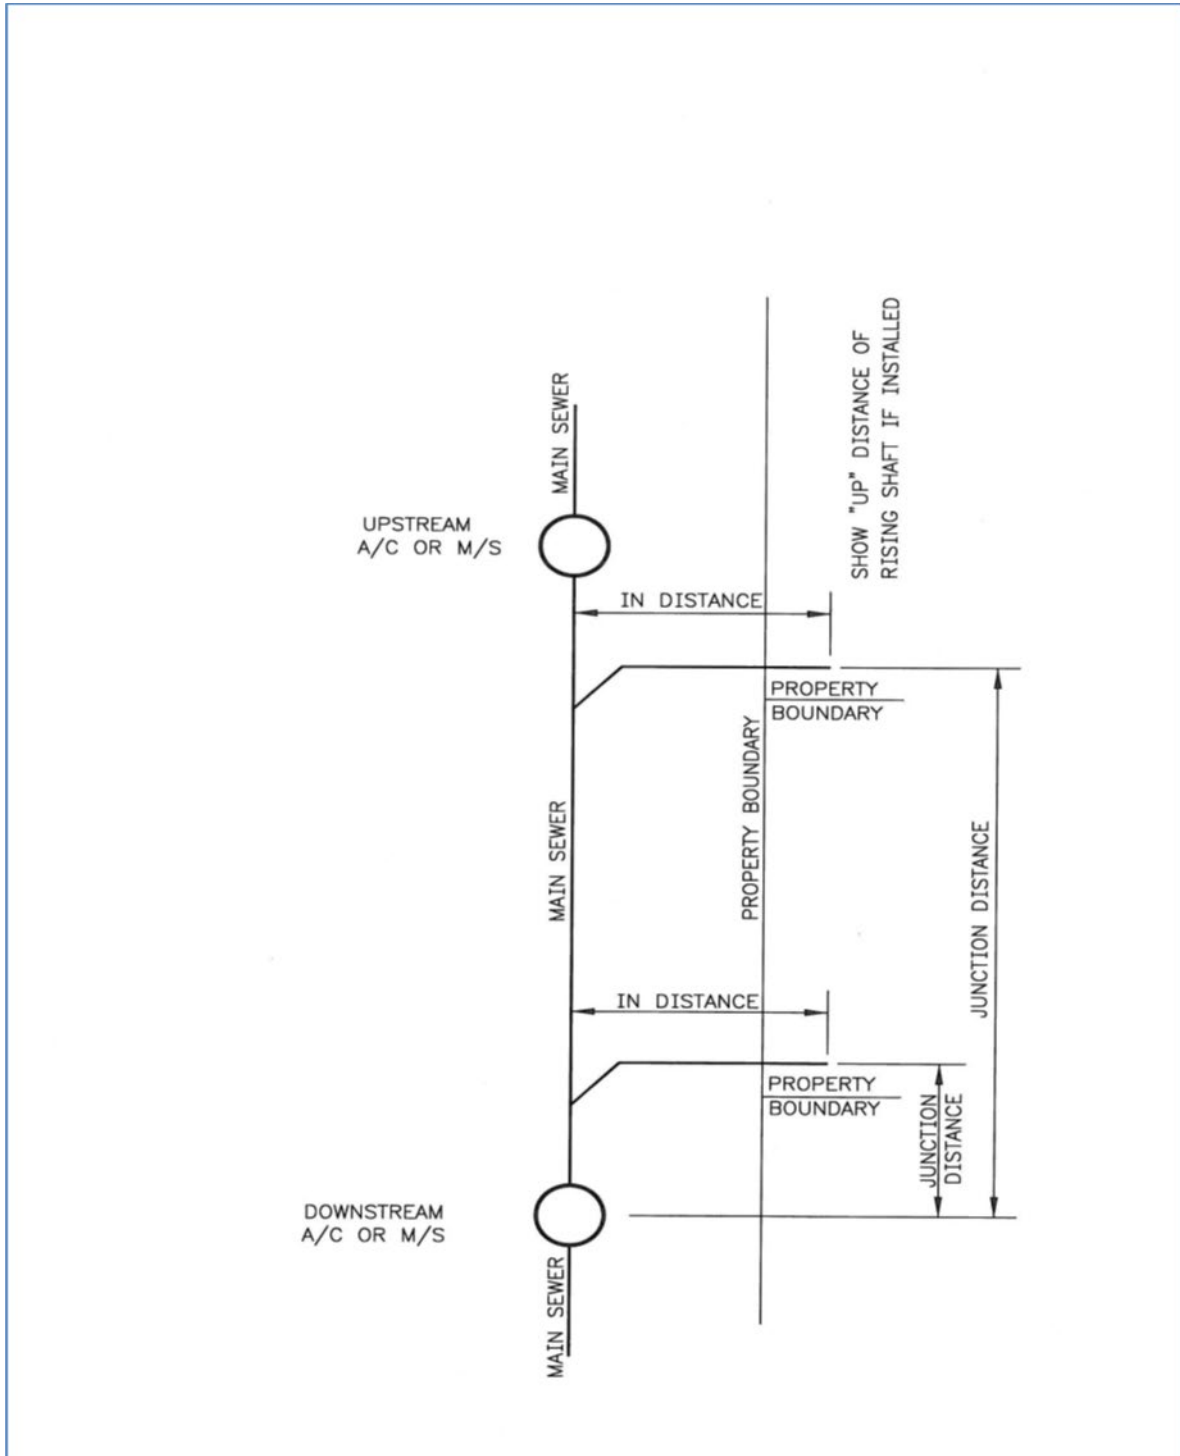 SHOW "UP" DISTANCE OF
RISING SHAFT IF INSTALLED
MAIN SEWER
UPSTREAM
A/C OR M/S
IN DISTANCE
PROPERTY
BOUNDARY
MAIN SEWER
PROPERTY BOUNDARY
JUNCTION DISTANCE
IN DISTANCE
PROPERTY
BOUNDARY
JUNCTION
DISTANCE
DOWNSTREAM
A/C OR M/S
MAIN SEWER